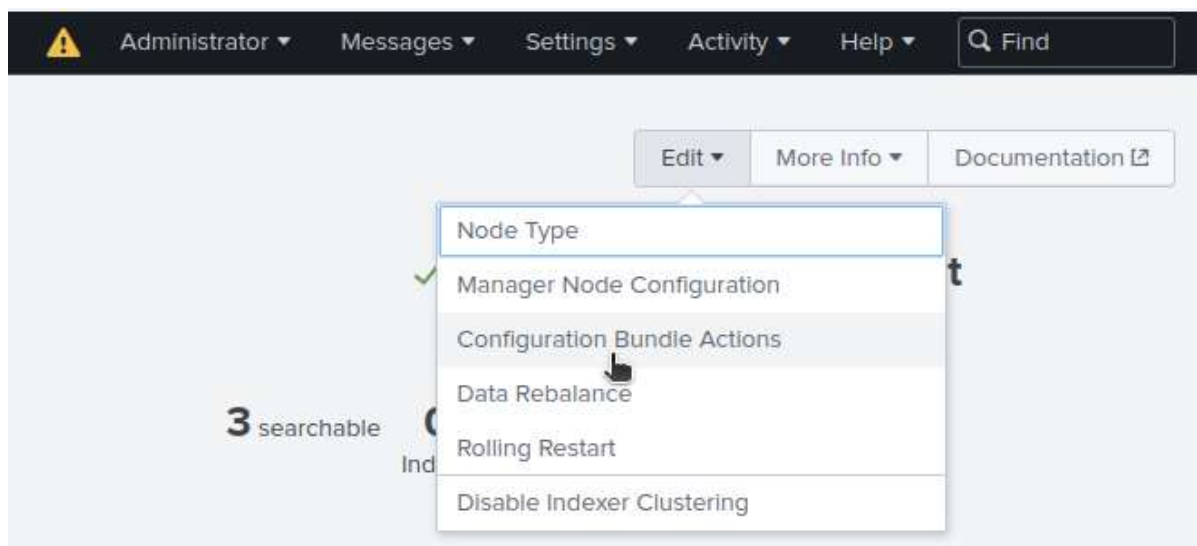 Administrator Messages Settings Activity Help Find
Edit More Info Documentation
Node Type
t
Manager Node Configuration
Configuration Bundle Actions
Data Rebalance
3 searchable
Rolling Restart
Ind
Disable Indexer Clustering